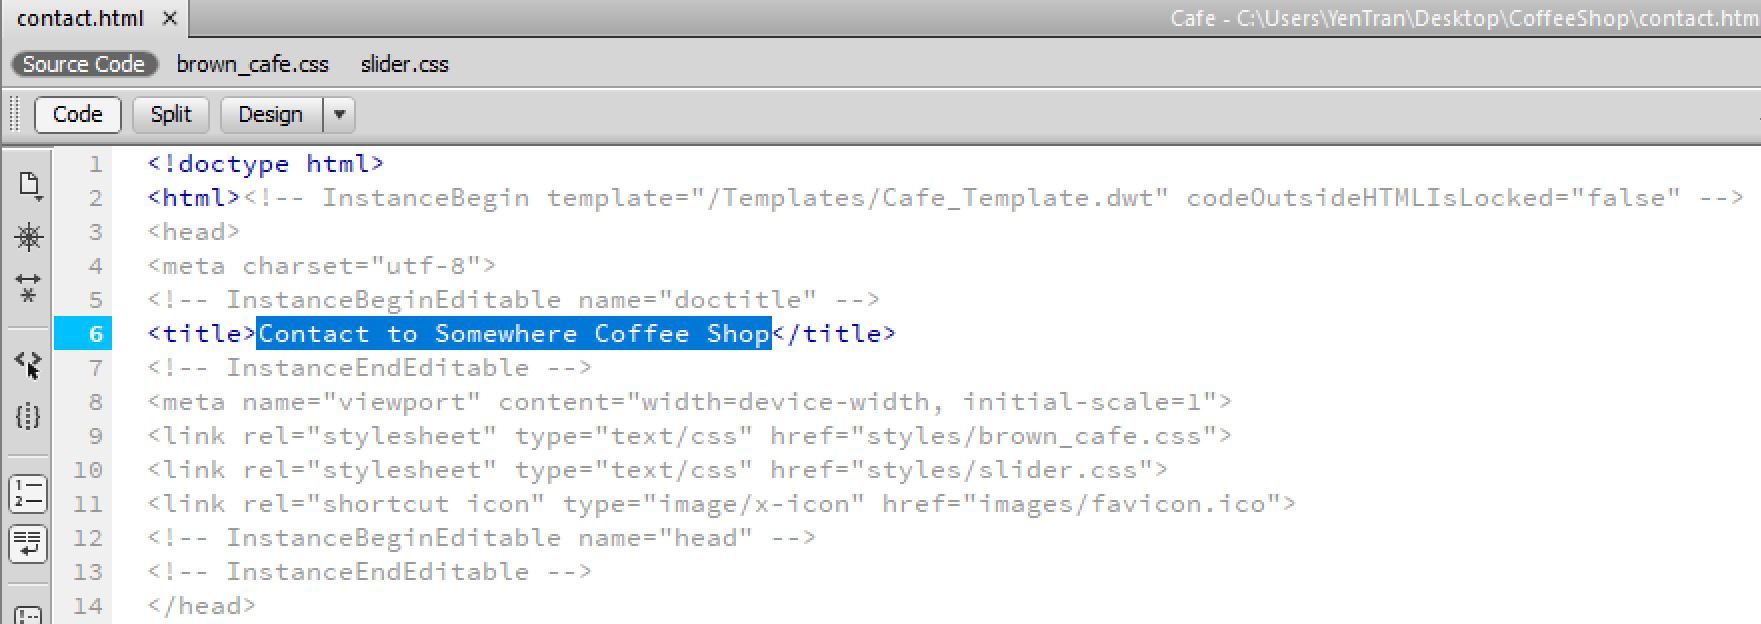 contact.html ×
Cafe - C:\Users\YenTran\Desktop\CoffeeShop\contact.htm
Source Code brown_cafe.css slider.css
Code Split Design
1 <!doctype html>
2 <html><!-- InstanceBegin template="/Templates/Cafe_Template.dwt" codeOutsideHTMLIsLocked="false" -->
3 <head>
4 <meta charset="utf-8">
5 <!-- InstanceBeginEditable name="doctitle" -->
6 <title>Contact to Somewhere Coffee Shop</title>
7 <!-- InstanceEndEditable -->
8 <meta name="viewport" content="width=device-width, initial-scale=1">
9 <link rel="stylesheet" type="text/css" href="styles/brown_cafe.css">
10 <link rel="stylesheet" type="text/css" href="styles/slider.css">
11 <link rel="shortcut icon" type="image/x-icon" href="images/favicon.ico">
12 <!-- InstanceBeginEditable name="head" -->
13 <!-- InstanceEndEditable -->
14 </head>